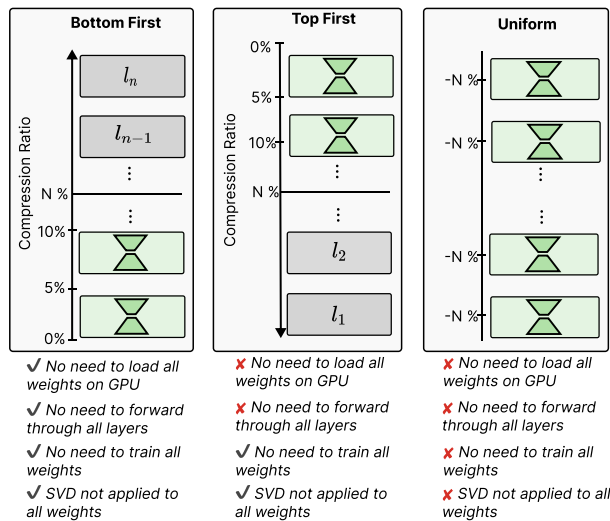 Bottom First
Compression Ratio
l_n
l_{n-1}
⋮
N %
⋮
10%
5%
0%
✓ No need to load all
weights on GPU
✓ No need to forward
through all layers
✓ No need to train all
weights
✓ SVD not applied to
all weights
Top First
Compression Ratio
0%
5%
10%
⋮
N %
⋮
l_2
l_1
✘ No need to load all
weights on GPU
✘ No need to forward
through all layers
✓ No need to train all
weights
✓ SVD not applied to
all weights
Uniform
-N %
-N %
⋮
⋮
-N %
-N %
✘ No need to load all
weights on GPU
✘ No need to forward
through all layers
✘ No need to train all
weights
✘ SVD not applied to all
weights